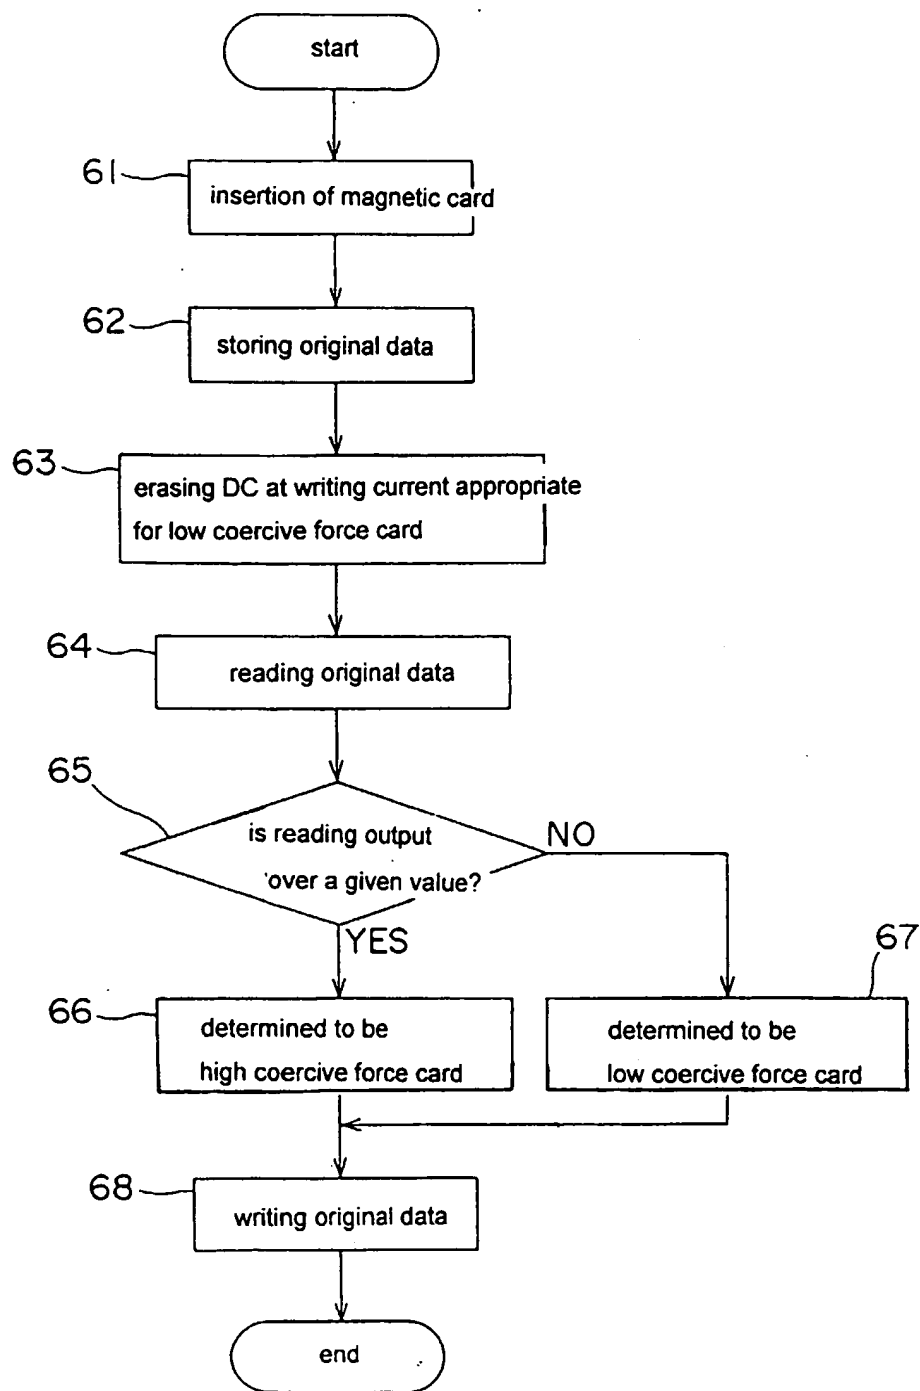 start
61
insertion of magnetic card
62
storing original data
63
erasing DC at writing current appropriate
for low coercive force card
64
reading original data
65
is reading output
over a given value?
NO
YES
66
determined to be
high coercive force card
67
determined to be
low coercive force card
68
writing original data
end